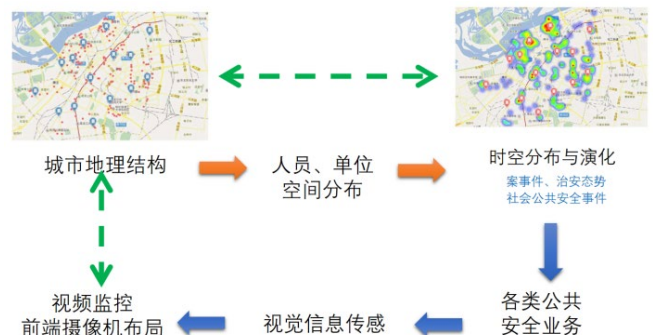 城市地理结构
人员、单位
空间分布
时空分布与演化
案事件、治安态势
社会公共安全事件
视频监控
前端摄像机布局
视觉信息传感
各类公共
安全业务